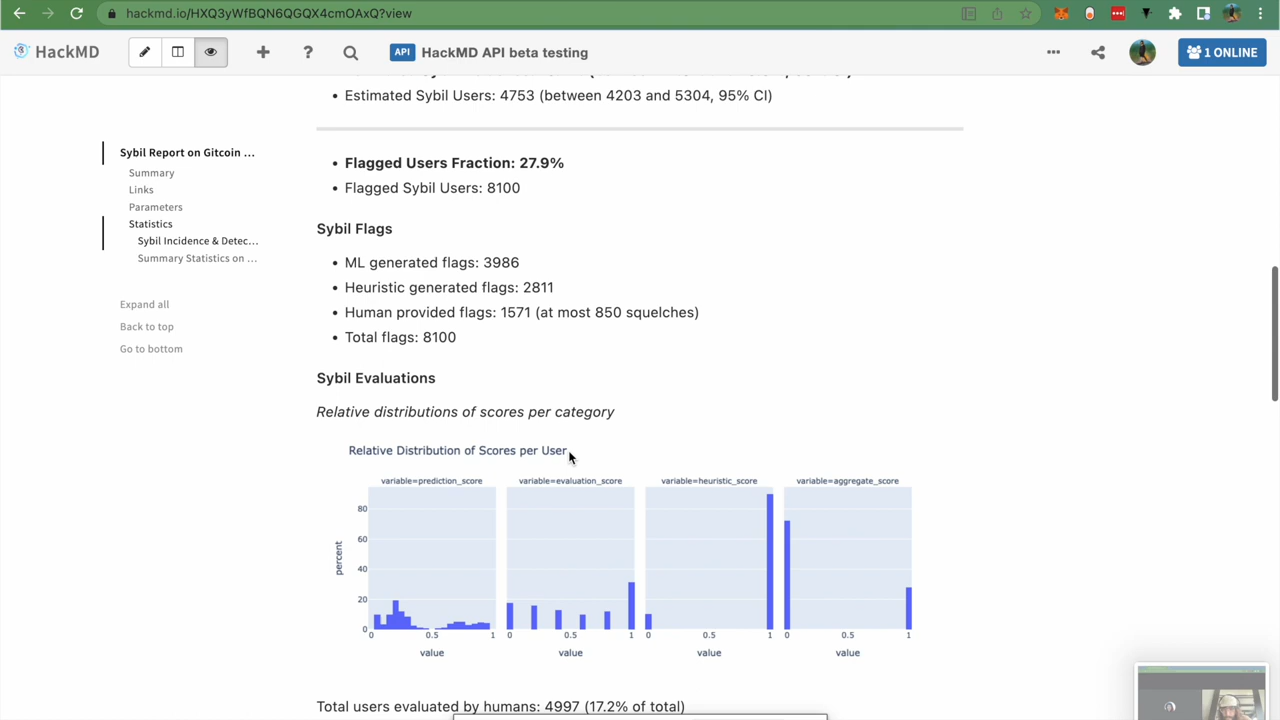 hackmd.io/HXQ3yWfBQN6QGQX4cmOAxQ?view
HackMD
API HackMD API beta testing
1 ONLINE
Estimated Sybil Users: 4753 (between 4203 and 5304, 95% CI)
Sybil Report on Gitcoin ...
Summary
Links
Parameters
Statistics
Sybil Incidence & Detec...
Summary Statistics on ...
Expand all
Back to top
Go to bottom
Flagged Users Fraction: 27.9%
Flagged Sybil Users: 8100
Sybil Flags
ML generated flags: 3986
Heuristic generated flags: 2811
Human provided flags: 1571 (at most 850 squelches)
Total flags: 8100
Sybil Evaluations
Relative distributions of scores per category
Relative Distribution of Scores per User
variable=prediction_score variable=evaluation_score variable=heuristic_score variable=aggregate_score
80
60
40
20
0
percent
0 0.5 1 0 0.5 1 0 0.5 1 0 0.5 1
value value value value
Total users evaluated by humans: 4997 (17.2% of total)